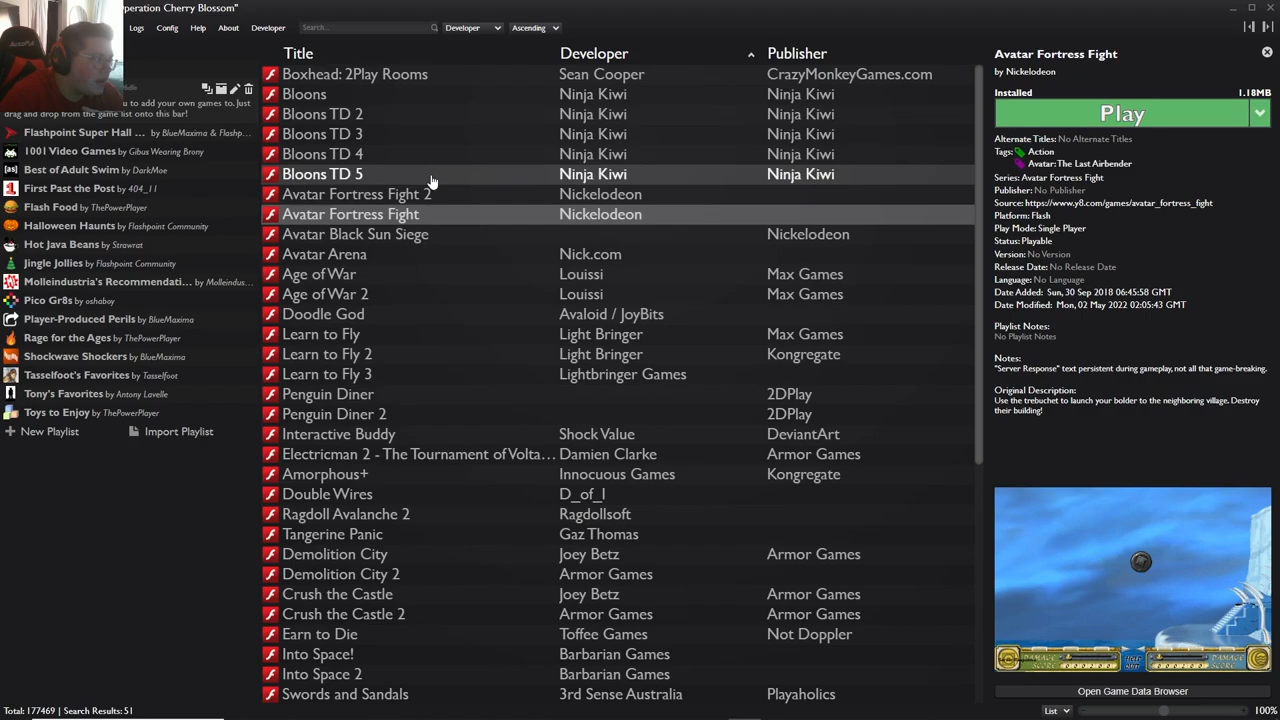 Operation Cherry Blossom"
Logs Config Help About Developer Search... Developer Ascending
Title Developer Publisher
Boxhead: 2Play Rooms Sean Cooper CrazyMonkeyGames.com
Bloons Ninja Kiwi Ninja Kiwi
Bloons TD 2 Ninja Kiwi Ninja Kiwi
Bloons TD 3 Ninja Kiwi Ninja Kiwi
Bloons TD 4 Ninja Kiwi Ninja Kiwi
Bloons TD 5 Ninja Kiwi Ninja Kiwi
Avatar Fortress Fight 2 Nickelodeon
Avatar Fortress Fight Nickelodeon
Avatar Black Sun Siege Nickelodeon
Avatar Arena Nick.com
Age of War Louissi Max Games
Age of War 2 Louissi Max Games
Doodle God Avaloid / JoyBits
Learn to Fly Light Bringer Max Games
Learn to Fly 2 Light Bringer Kongregate
Learn to Fly 3 Lightbringer Games
Penguin Diner 2DPlay
Penguin Diner 2 2DPlay
Interactive Buddy Shock Value DeviantArt
Electricman 2 - The Tournament of Volta... Damien Clarke Armor Games
Amorphous+ Innocuous Games Kongregate
Double Wires D_of_I
Ragdoll Avalanche 2 Ragdollsoft
Tangerine Panic Gaz Thomas
Demolition City Joey Betz Armor Games
Demolition City 2 Armor Games
Crush the Castle Joey Betz Armor Games
Crush the Castle 2 Armor Games Armor Games
Earn to Die Toffee Games Not Doppler
Into Space! Barbarian Games
Into Space 2 Barbarian Games
Swords and Sandals 3rd Sense Australia Playaholics
you to add your own games to. Just
drag and drop from the game list onto this bar!
Flashpoint Super Hall ... by BlueMaxima & Flashp...
1001 Video Games by Gibus Wearing Brony
[as] Best of Adult Swim by DarkMoe
1 First Past the Post by 404_11
Flash Food by ThePowerPlayer
Halloween Haunts by Flashpoint Community
Hot Java Beans by Strawrat
Jingle Jollies by Flashpoint Community
Molleindustria's Recommendati... by Molleindus...
Pico Gr8s by oshaboy
Player-Produced Perils by BlueMaxima
Rage for the Ages by ThePowerPlayer
Shockwave Shockers by BlueMaxima
Tasselfoot's Favorites by Tasselfoot
Tony's Favorites by Antony Lavelle
Toys to Enjoy by ThePowerPlayer
New Playlist Import Playlist
Avatar Fortress Fight
by Nickelodeon
Installed 1.18MB
Play
Alternate Titles: No Alternate Titles
Tags: Action
Avatar: The Last Airbender
Series: Avatar Fortress Fight
Publisher: No Publisher
Source: https://www.y8.com/games/avatar_fortress_fight
Platform: Flash
Play Mode: Single Player
Status: Playable
Version: No Version
Release Date: No Release Date
Language: No Language
Date Added: Sun, 30 Sep 2018 06:45:58 GMT
Date Modified: Mon, 02 May 2022 02:05:43 GMT
Playlist Notes:
No Playlist Notes
Notes:
"Server Response" text persistent during gameplay, not all that game-breaking.
Original Description:
Use the trebuchet to launch your bolder to the neighboring village. Destroy
their building!
Open Game Data Browser
Total: 177469 | Search Results: 51
List 100%